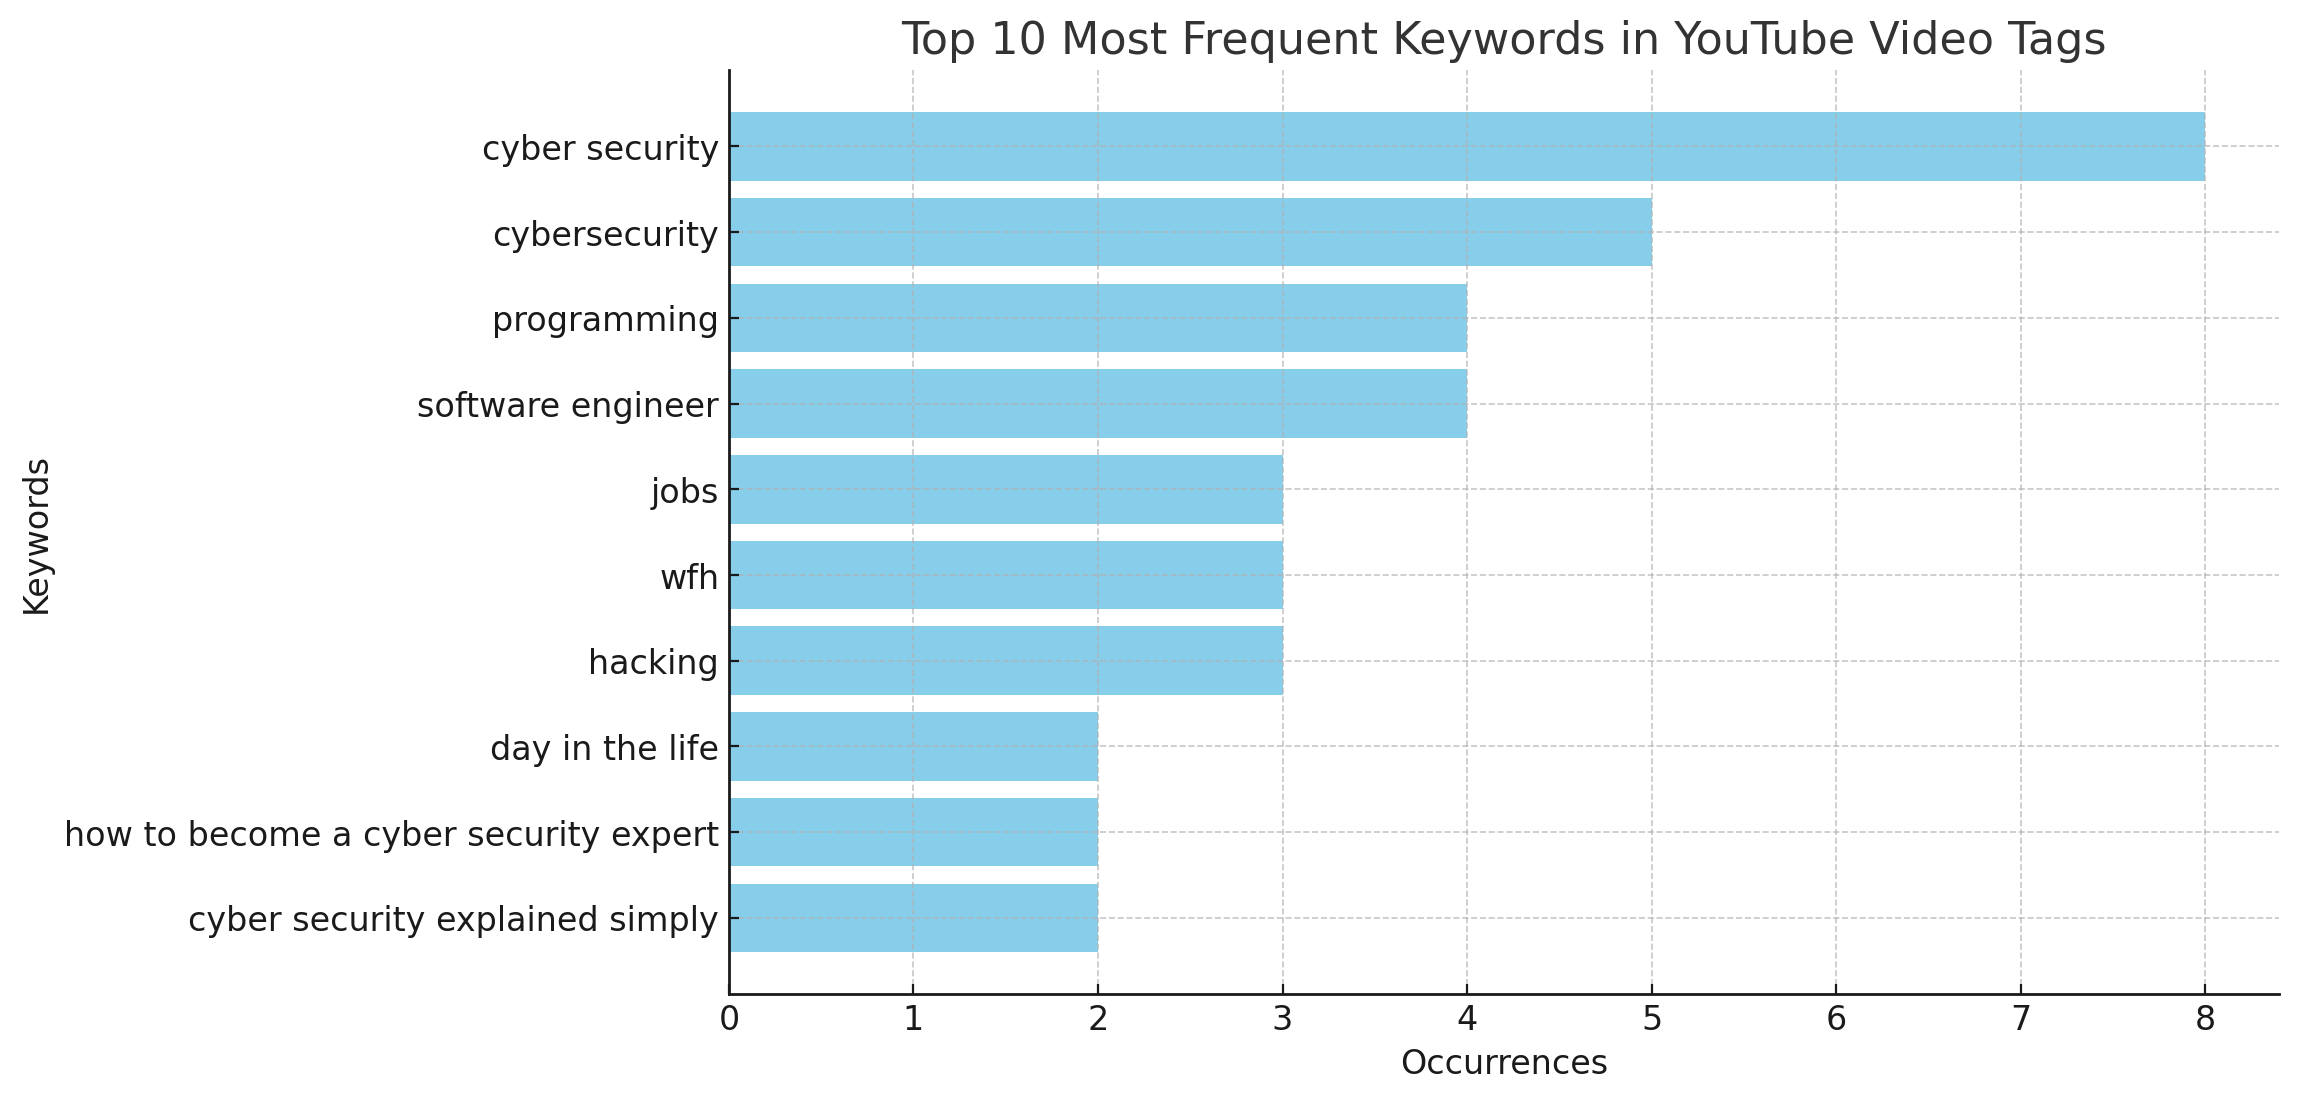 Top 10 Most Frequent Keywords in YouTube Video Tags
Keywords
cyber security
cybersecurity
programming
software engineer
jobs
wfh
hacking
day in the life
how to become a cyber security expert
cyber security explained simply
0 1 2 3 4 5 6 7 8
Occurrences